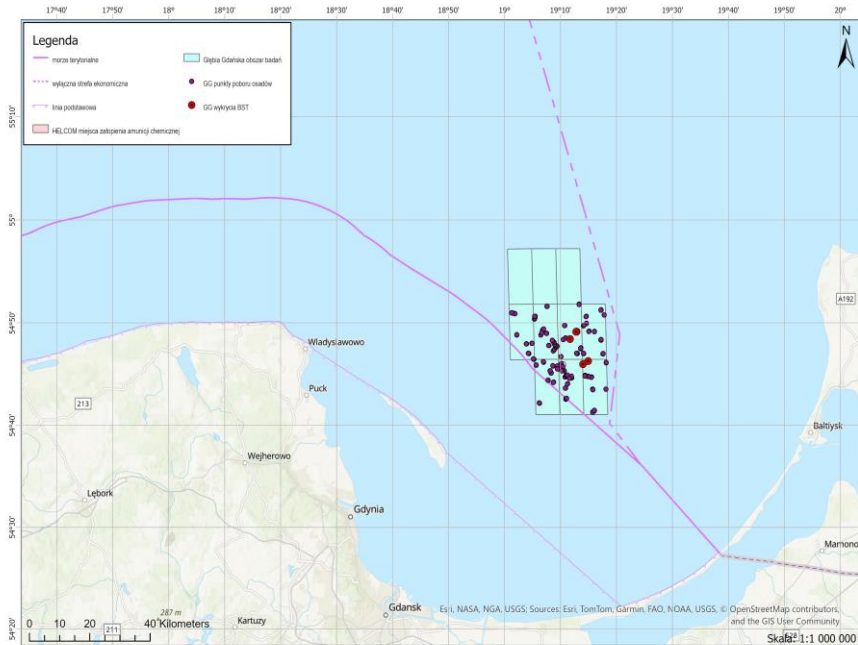 17°40' 17°50' 18° 18°10' 18°20' 18°30' 18°40' 18°50' 19° 19°10' 19°20' 19°30' 19°40' 19°50' 20°
Legenda
morze terytorialne
wyłączna strefa ekonomiczna
linia podstawowa
HELCOM miejsca zatopienia amunicji chemicznej
Głębia Gdańska obszar badań
GG punkty poboru osadów
GG wykrycia BST
N
55°10'
55°
A192
54°50'
Władysławowo
Puck
213
54°40'
Baltiysk
Wejherowo
Lębork
54°30'
Gdynia
Mamonovo
287 m
Esri, NASA, NGA, USGS; Sources: Esri, TomTom, Garmin, FAO, NOAA, USGS, © OpenStreetMap contributors,
and the GIS User Community
0 10 20 40 Kilometers
Kartuzy
Gdansk
54°20'
211
Skala: 1:1 000 000